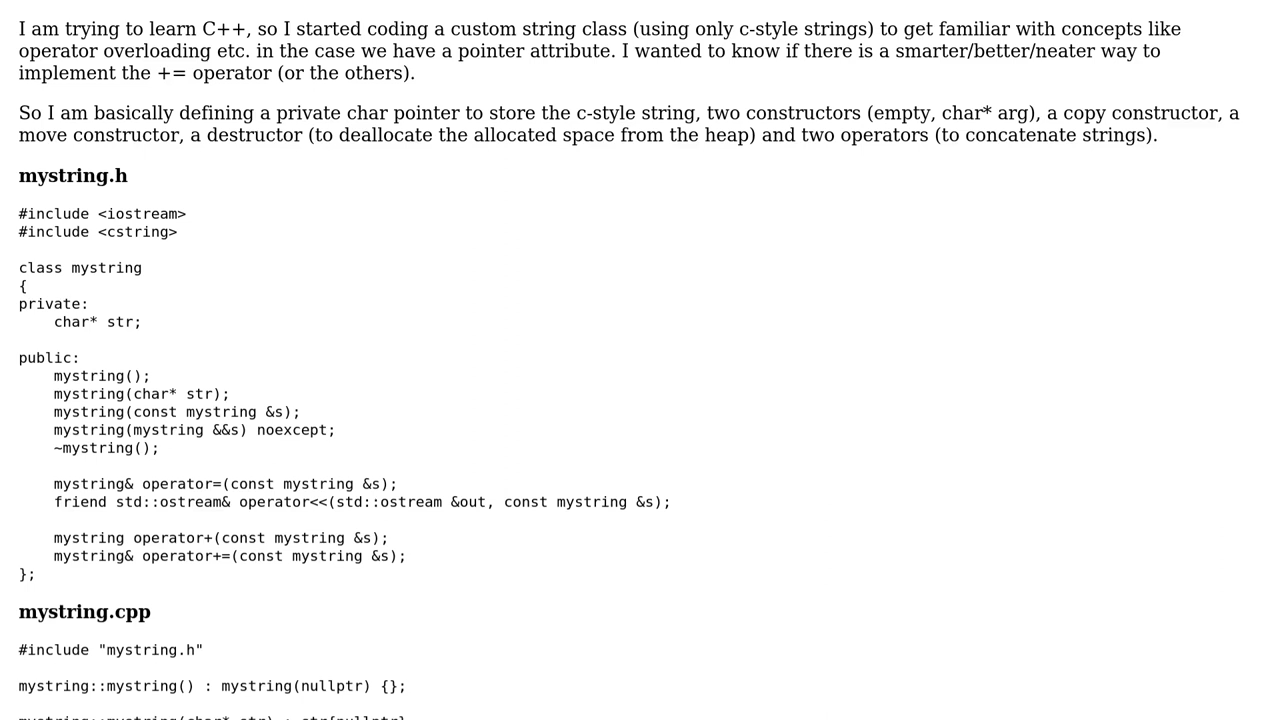 I am trying to learn C++, so I started coding a custom string class (using only c-style strings) to get familiar with concepts like
operator overloading etc. in the case we have a pointer attribute. I wanted to know if there is a smarter/better/neater way to
implement the += operator (or the others).
So I am basically defining a private char pointer to store the c-style string, two constructors (empty, char* arg), a copy constructor, a
move constructor, a destructor (to deallocate the allocated space from the heap) and two operators (to concatenate strings).
mystring.h
#include <iostream>
#include <cstring>
class mystring
{
private:
    char* str;
public:
    mystring();
    mystring(char* str);
    mystring(const mystring &s);
    mystring(mystring &&s) noexcept;
    ~mystring();
    mystring& operator=(const mystring &s);
    friend std::ostream& operator<<(std::ostream &out, const mystring &s);
    mystring operator+(const mystring &s);
    mystring& operator+=(const mystring &s);
};
mystring.cpp
#include "mystring.h"
mystring::mystring() : mystring(nullptr) {};
mystring::mystring(char* str) : str{nullptr}